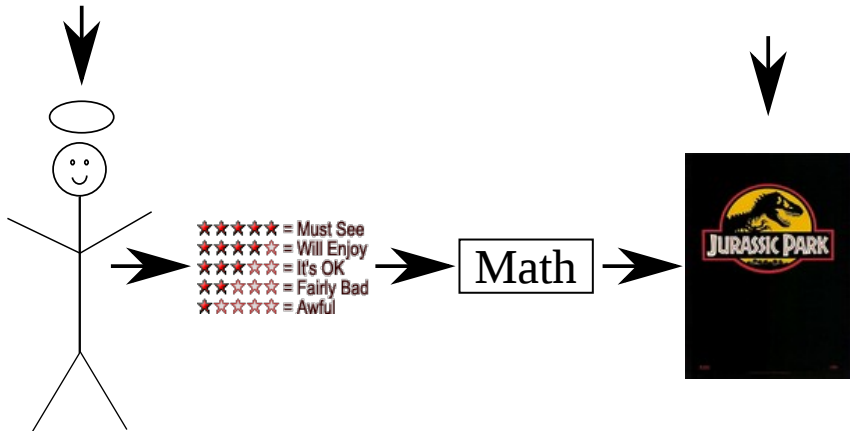 = Must See
= Will Enjoy
= It's OK
= Fairly Bad
= Awful
Math
JURASSIC PARK